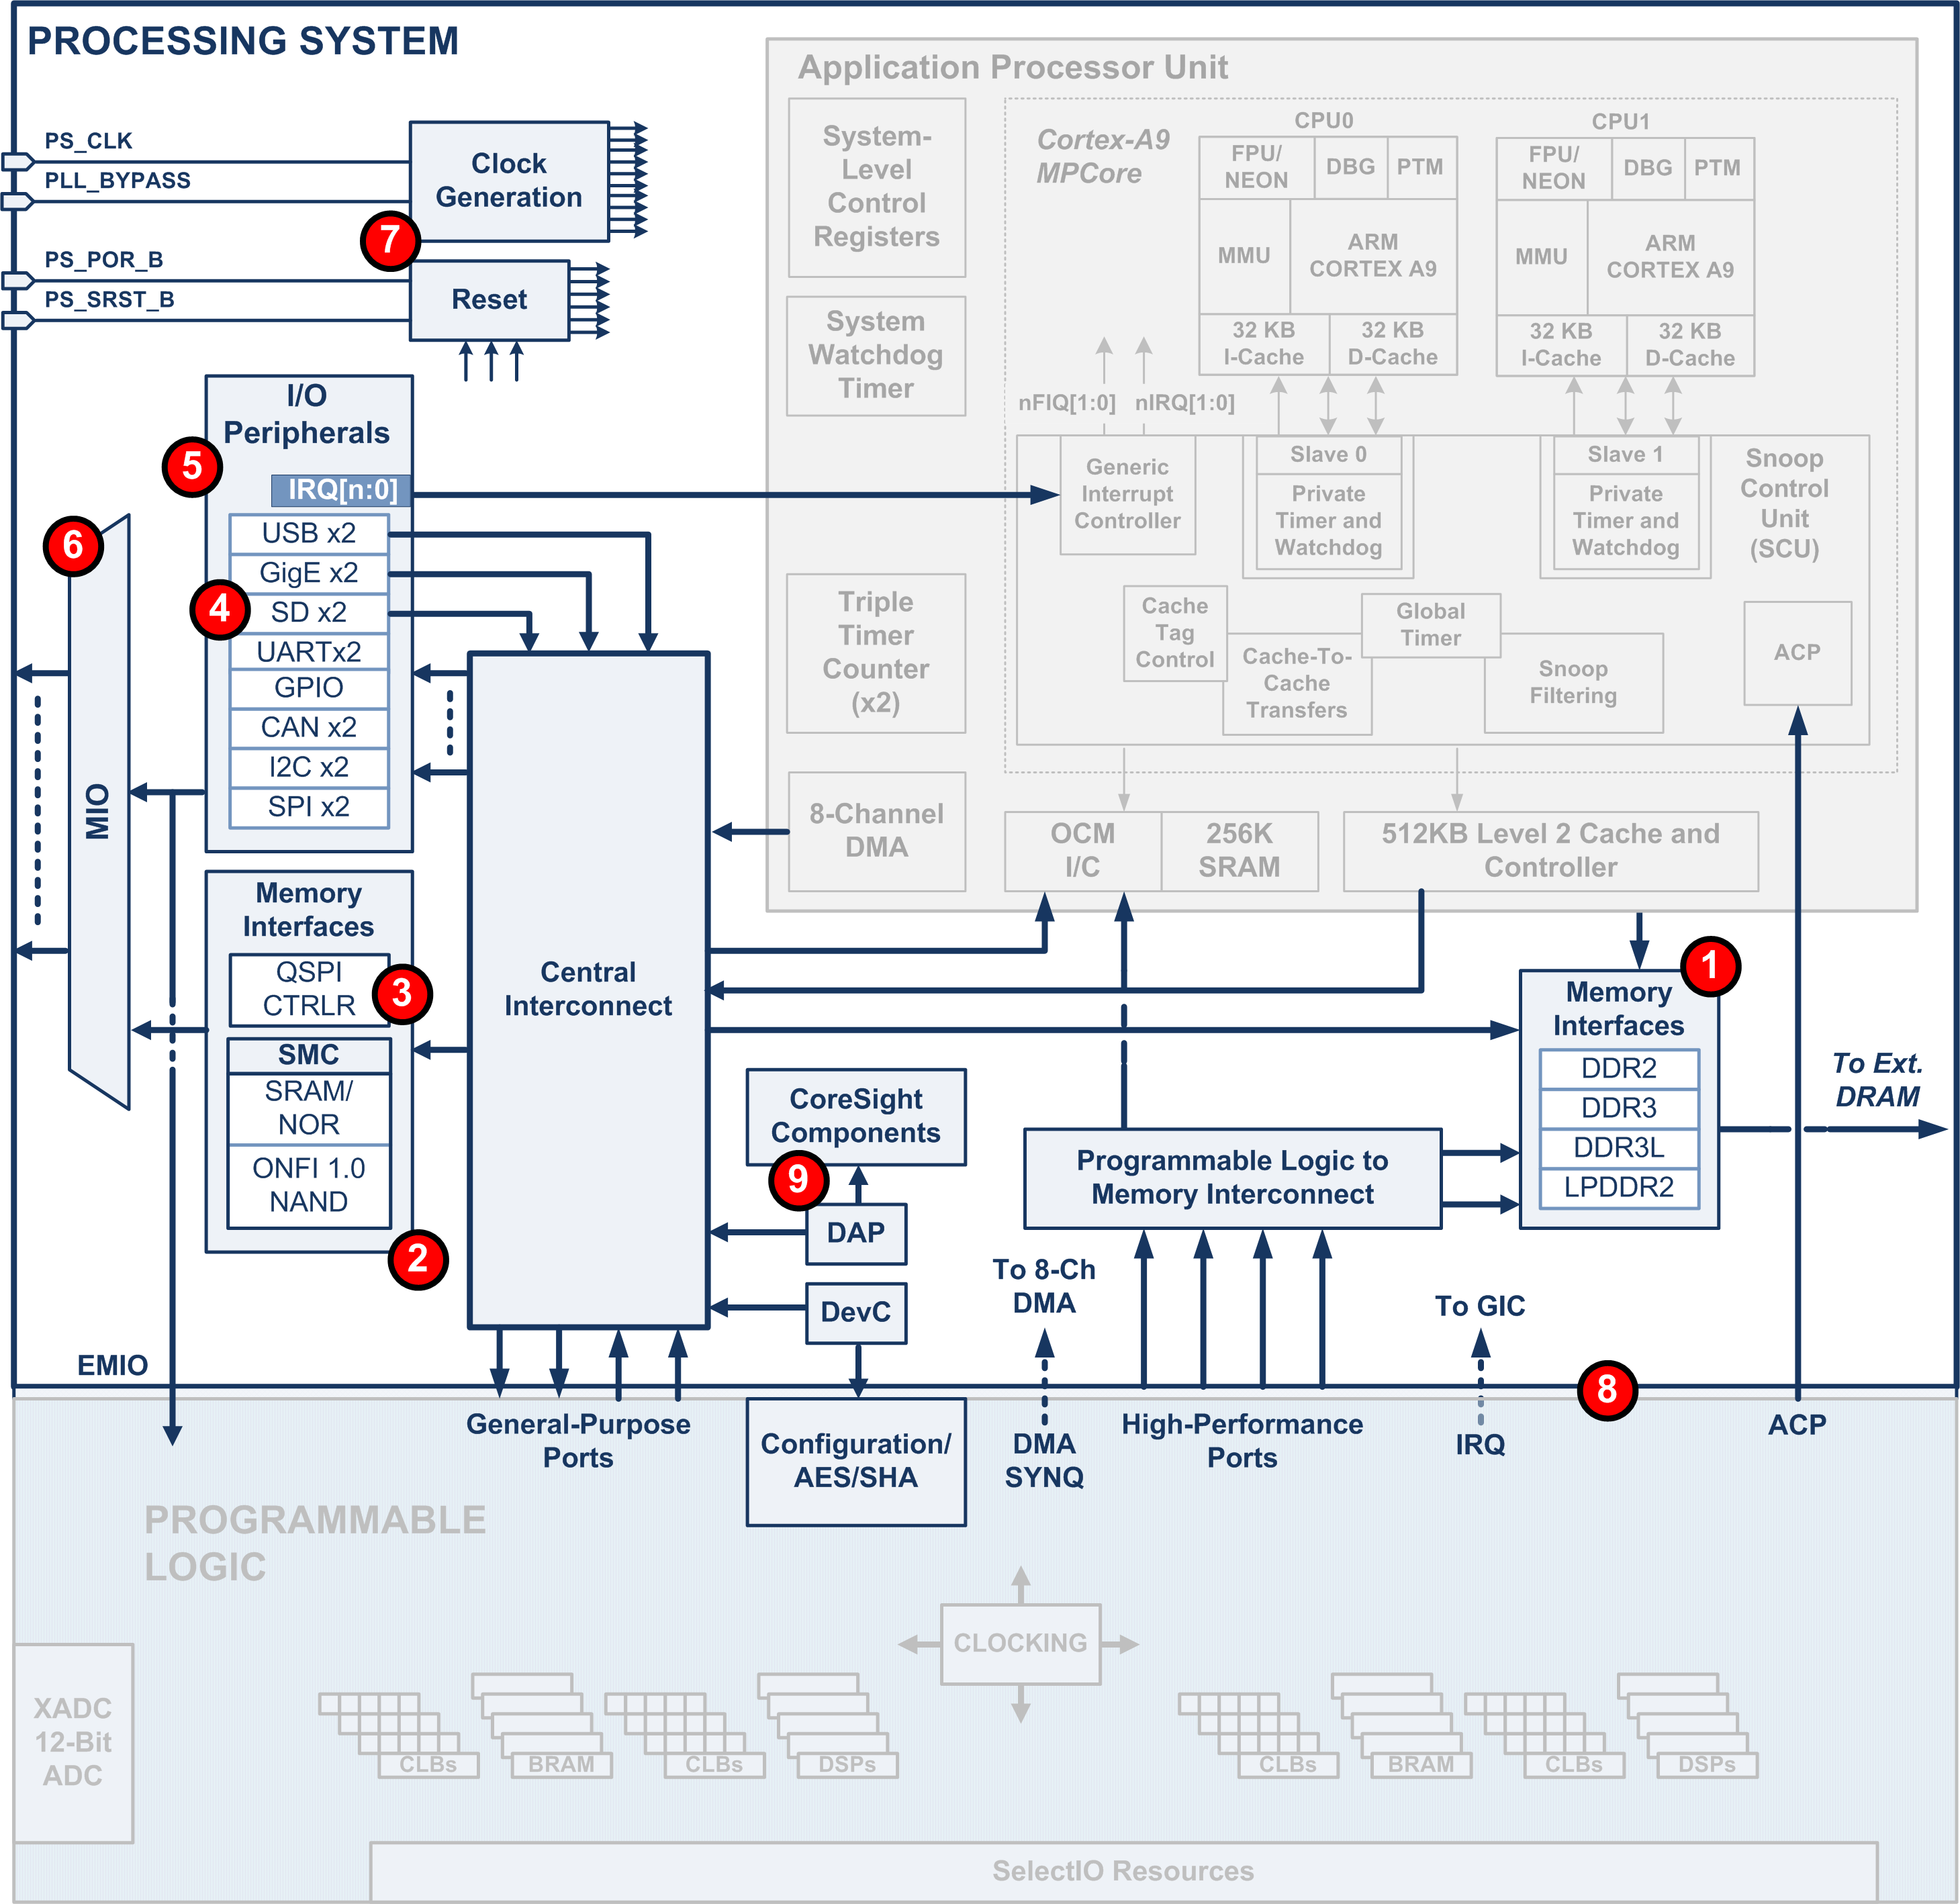 PROCESSING SYSTEM
PS_CLK
PLL_BYPASS
Clock
Generation
7
PS_POR_B
PS_SRST_B
Reset
I/O
Peripherals
5
IRQ[n:0]
6
USB x2
GigE x2
4
SD x2
UARTx2
GPIO
CAN x2
I2C x2
SPI x2
MIO
Memory
Interfaces
QSPI
CTRLR
3
SMC
SRAM/
NOR
ONFI 1.0
NAND
2
EMIO
Central
Interconnect
Application Processor Unit
System-
Level
Control
Registers
System
Watchdog
Timer
Triple
Timer
Counter
(x2)
8-Channel
DMA
Cortex-A9
MPCore
CPU0
FPU/
NEON
DBG
PTM
MMU
ARM
CORTEX A9
32 KB
I-Cache
32 KB
D-Cache
CPU1
FPU/
NEON
DBG
PTM
MMU
ARM
CORTEX A9
32 KB
I-Cache
32 KB
D-Cache
nFIQ[1:0]
nIRQ[1:0]
Generic
Interrupt
Controller
Slave 0
Private
Timer and
Watchdog
Slave 1
Private
Timer and
Watchdog
Snoop
Control
Unit
(SCU)
Cache
Tag
Control
Cache-To-
Cache
Transfers
Global
Timer
Snoop
Filtering
ACP
OCM
I/C
256K
SRAM
512KB Level 2 Cache and
Controller
1
Memory
Interfaces
DDR2
DDR3
DDR3L
LPDDR2
To Ext.
DRAM
CoreSight
Components
9
DAP
DevC
Programmable Logic to
Memory Interconnect
To 8-Ch
DMA
To GIC
8
General-Purpose
Ports
Configuration/
AES/SHA
DMA
SYNQ
High-Performance
Ports
IRQ
ACP
PROGRAMMABLE
LOGIC
CLOCKING
XADC
12-Bit
ADC
CLBs
BRAM
CLBs
DSPs
CLBs
BRAM
CLBs
DSPs
SelectIO Resources